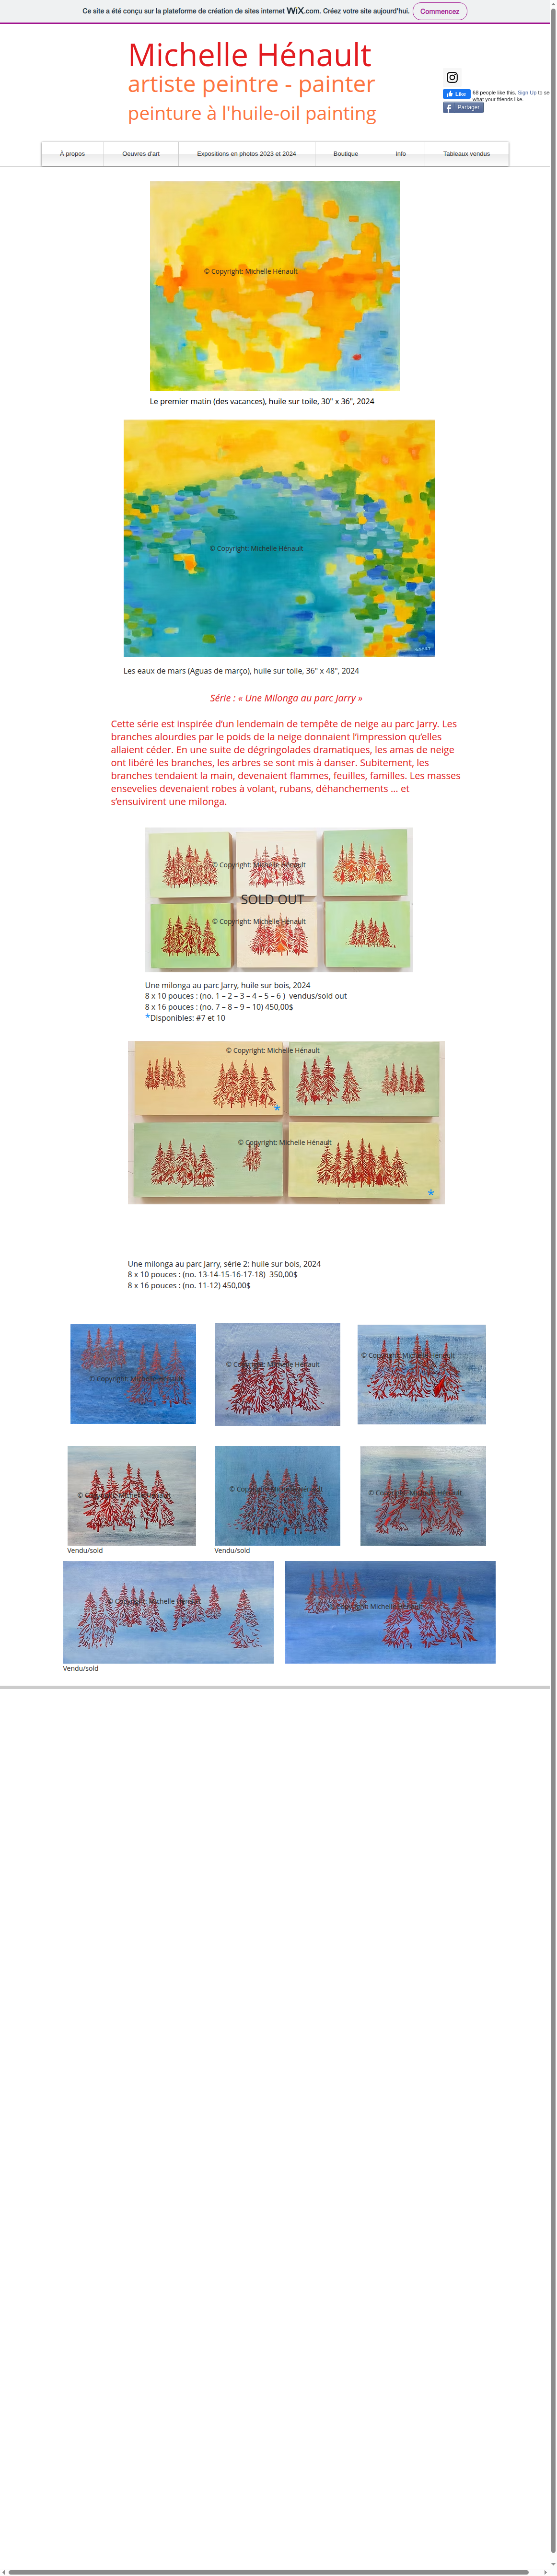 Ce site a été conçu sur la plateforme de création de sites internet WiX.com. Créez votre site aujourd'hui. Commencez
Michelle Hénault
artiste peintre - painter
peinture à l'huile-oil painting
Like 68 people like this. Sign Up to se
what your friends like.
Partager
À propos Oeuvres d'art Expositions en photos 2023 et 2024 Boutique Info Tableaux vendus
© Copyright: Michelle Hénault
Le premier matin (des vacances), huile sur toile, 30" x 36", 2024
© Copyright: Michelle Hénault
Les eaux de mars (Aguas de março), huile sur toile, 36" x 48", 2024
Série : « Une Milonga au parc Jarry »
Cette série est inspirée d'un lendemain de tempête de neige au parc Jarry. Les
branches alourdies par le poids de la neige donnaient l'impression qu'elles
allaient céder. En une suite de dégringolades dramatiques, les amas de neige
ont libéré les branches, les arbres se sont mis à danser. Subitement, les
branches tendaient la main, devenaient flammes, feuilles, familles. Les masses
ensevelies devenaient robes à volant, rubans, déhanchements ... et
s'ensuivirent une milonga.
© Copyright: Michelle Hénault
SOLD OUT
© Copyright: Michelle Hénault
Une milonga au parc Jarry, huile sur bois, 2024
8 x 10 pouces : (no. 1 – 2 – 3 – 4 – 5 – 6 ) vendus/sold out
8 x 16 pouces : (no. 7 – 8 – 9 – 10) 450,00$
*Disponibles: #7 et 10
© Copyright: Michelle Hénault
*
© Copyright: Michelle Hénault
*
Une milonga au parc Jarry, série 2: huile sur bois, 2024
8 x 10 pouces : (no. 13-14-15-16-17-18) 350,00$
8 x 16 pouces : (no. 11-12) 450,00$
© Copyright: Michelle Hénault © Copyright: Michelle Hénault © Copyright: Michelle Hénault
© Copyright: Michelle Hénault © Copyright: Michelle Hénault © Copyright: Michelle Hénault
Vendu/sold Vendu/sold
© Copyright: Michelle Hénault © Copyright: Michelle Hénault
Vendu/sold